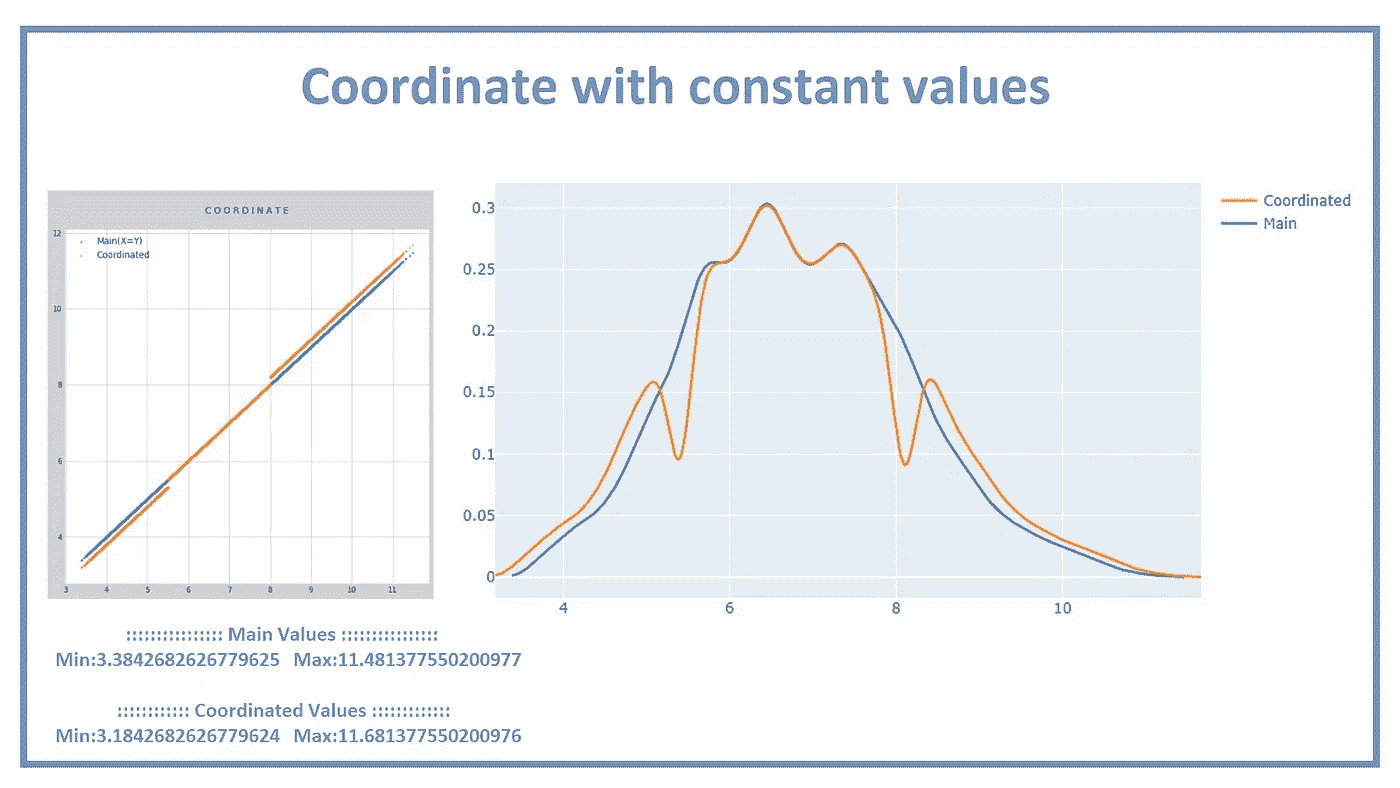 Coordinate with constant values
COORDINATE
Main(X=Y)
Coordinated
12
10
8
6
4
3 4 5 6 7 8 9 10 11
0.3
0.25
0.2
0.15
0.1
0.05
0
4 6 8 10
Coordinated
Main
:::::::::::::::: Main Values ::::::::::::::::
Min:3.3842682626779625 Max:11.481377550200977
:::::::::::: Coordinated Values :::::::::::::
Min:3.1842682626779624 Max:11.681377550200976